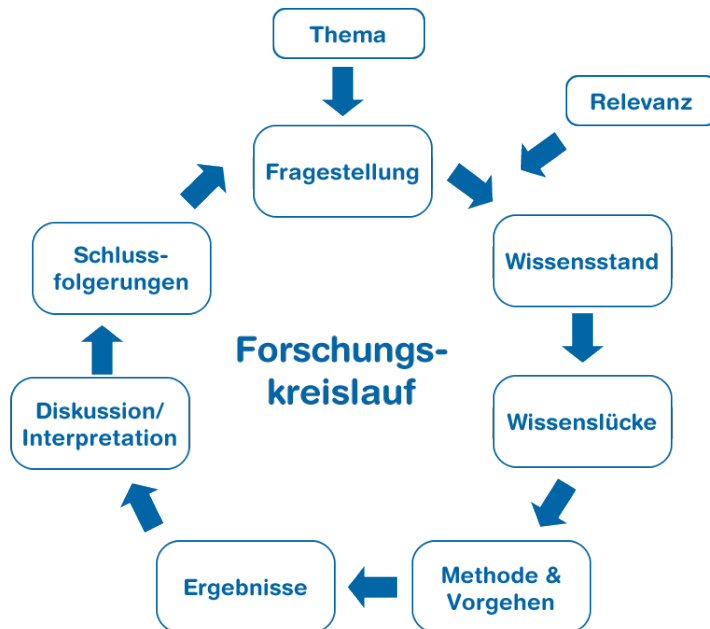 Thema
Relevanz
Fragestellung
Wissensstand
Wissenslücke
Methode &
Vorgehen
Ergebnisse
Diskussion/
Interpretation
Schluss-
folgerungen
Forschungs-
kreislauf